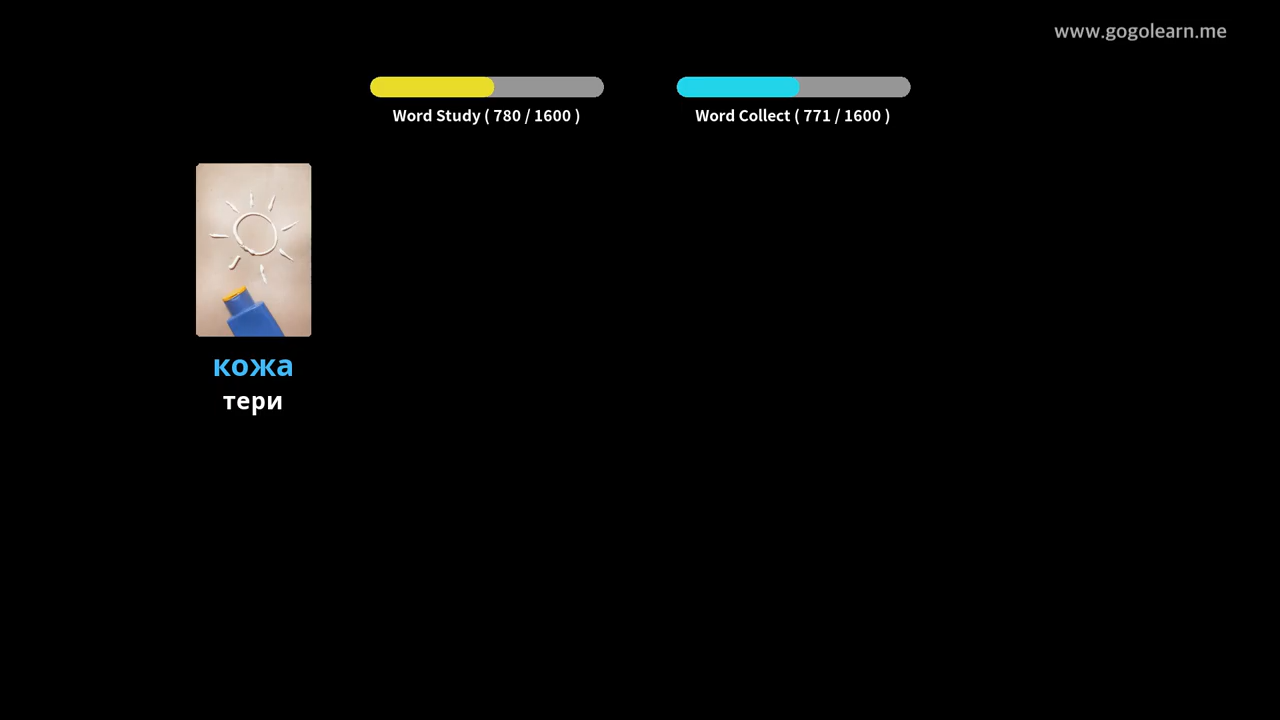 www.gogolearn.me
Word Study ( 780 / 1600 )
Word Collect ( 771 / 1600 )
кожа
тери